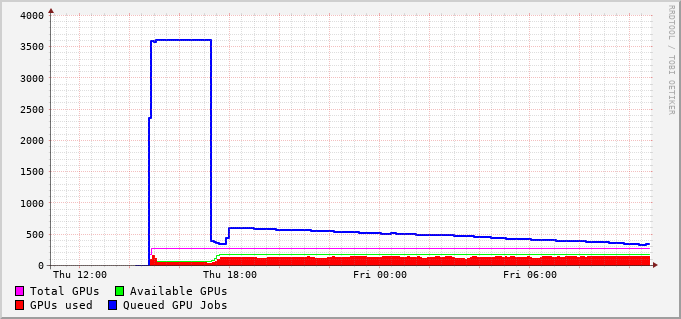 4000
3500
3000
2500
2000
1500
1000
500
0
Thu 12:00 Thu 18:00 Fri 00:00 Fri 06:00
Total GPUs Available GPUs
GPUs used Queued GPU Jobs
RRDTOOL / TOBI OETIKER